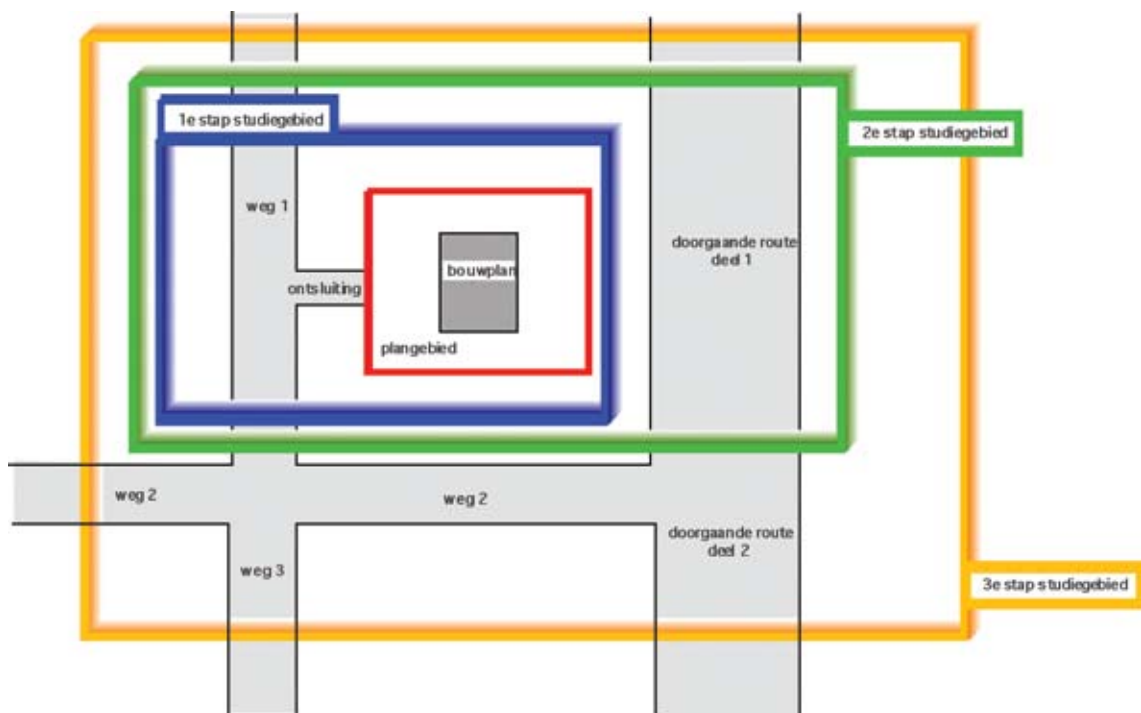 1e stap studiegebied
2e stap studiegebied
weg 1
doorgaande route
deel 1
bouwplan
ontsluiting
plangebied
weg 2
weg 2
doorgaande route
deel 2
weg 3
3e stap studiegebied